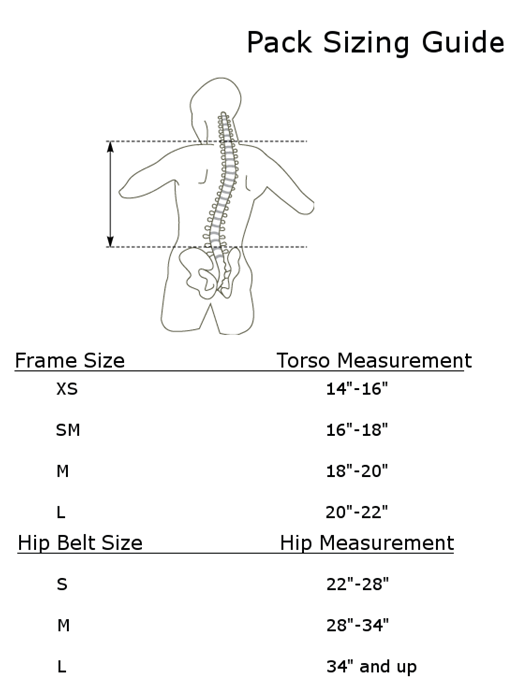 Pack Sizing Guide
Frame Size Torso Measurement
XS 14"-16"
SM 16"-18"
M 18"-20"
L 20"-22"
Hip Belt Size Hip Measurement
S 22"-28"
M 28"-34"
L 34" and up